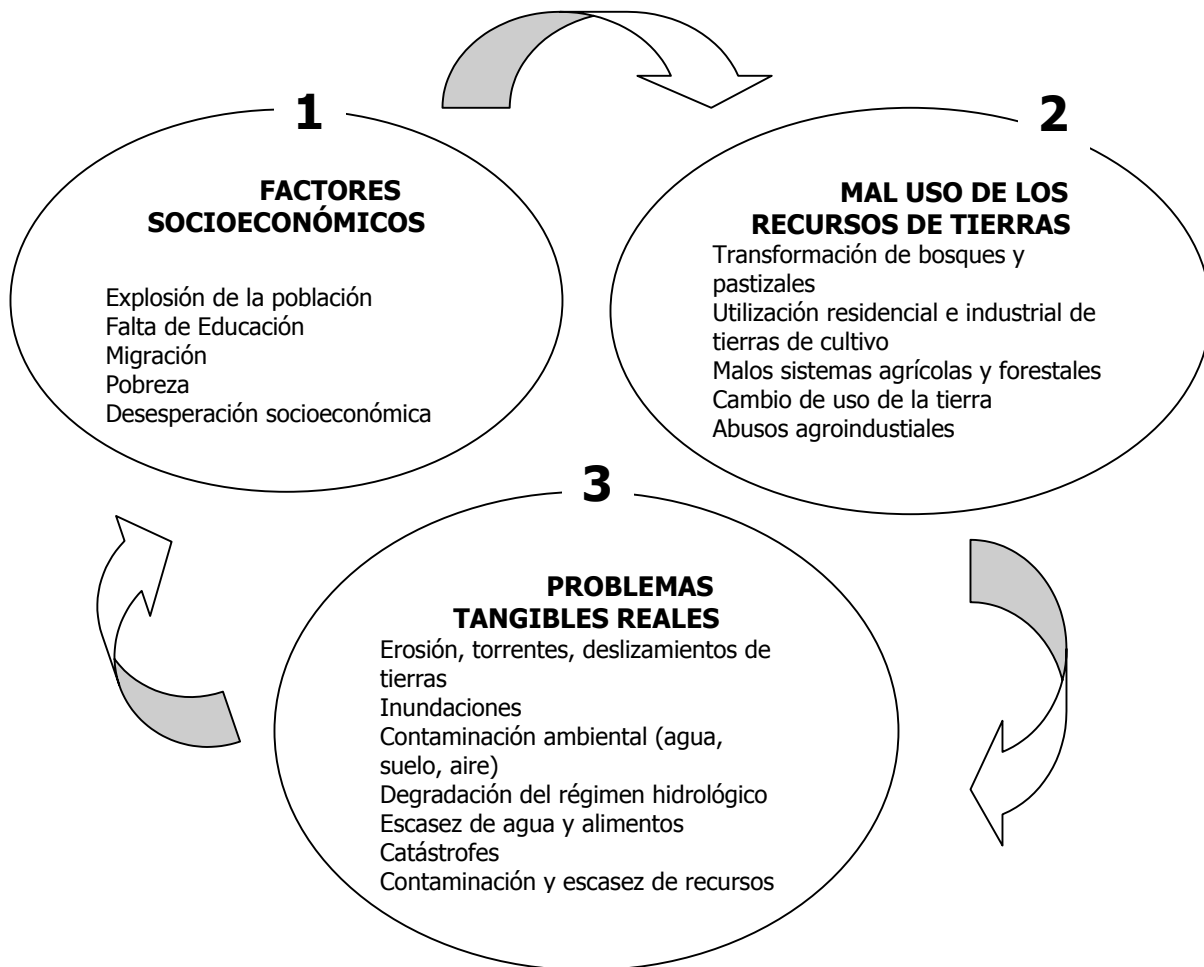 1
FACTORES
SOCIOECONÓMICOS
Explosión de la población
Falta de Educación
Migración
Pobreza
Desesperación socioeconómica
2
MAL USO DE LOS
RECURSOS DE TIERRAS
Transformación de bosques y
pastizales
Utilización residencial e industrial de
tierras de cultivo
Malos sistemas agrícolas y forestales
Cambio de uso de la tierra
Abusos agroindustiales
3
PROBLEMAS
TANGIBLES REALES
Erosión, torrentes, deslizamientos de
tierras
Inundaciones
Contaminación ambiental (agua,
suelo, aire)
Degradación del régimen hidrológico
Escasez de agua y alimentos
Catástrofes
Contaminación y escasez de recursos